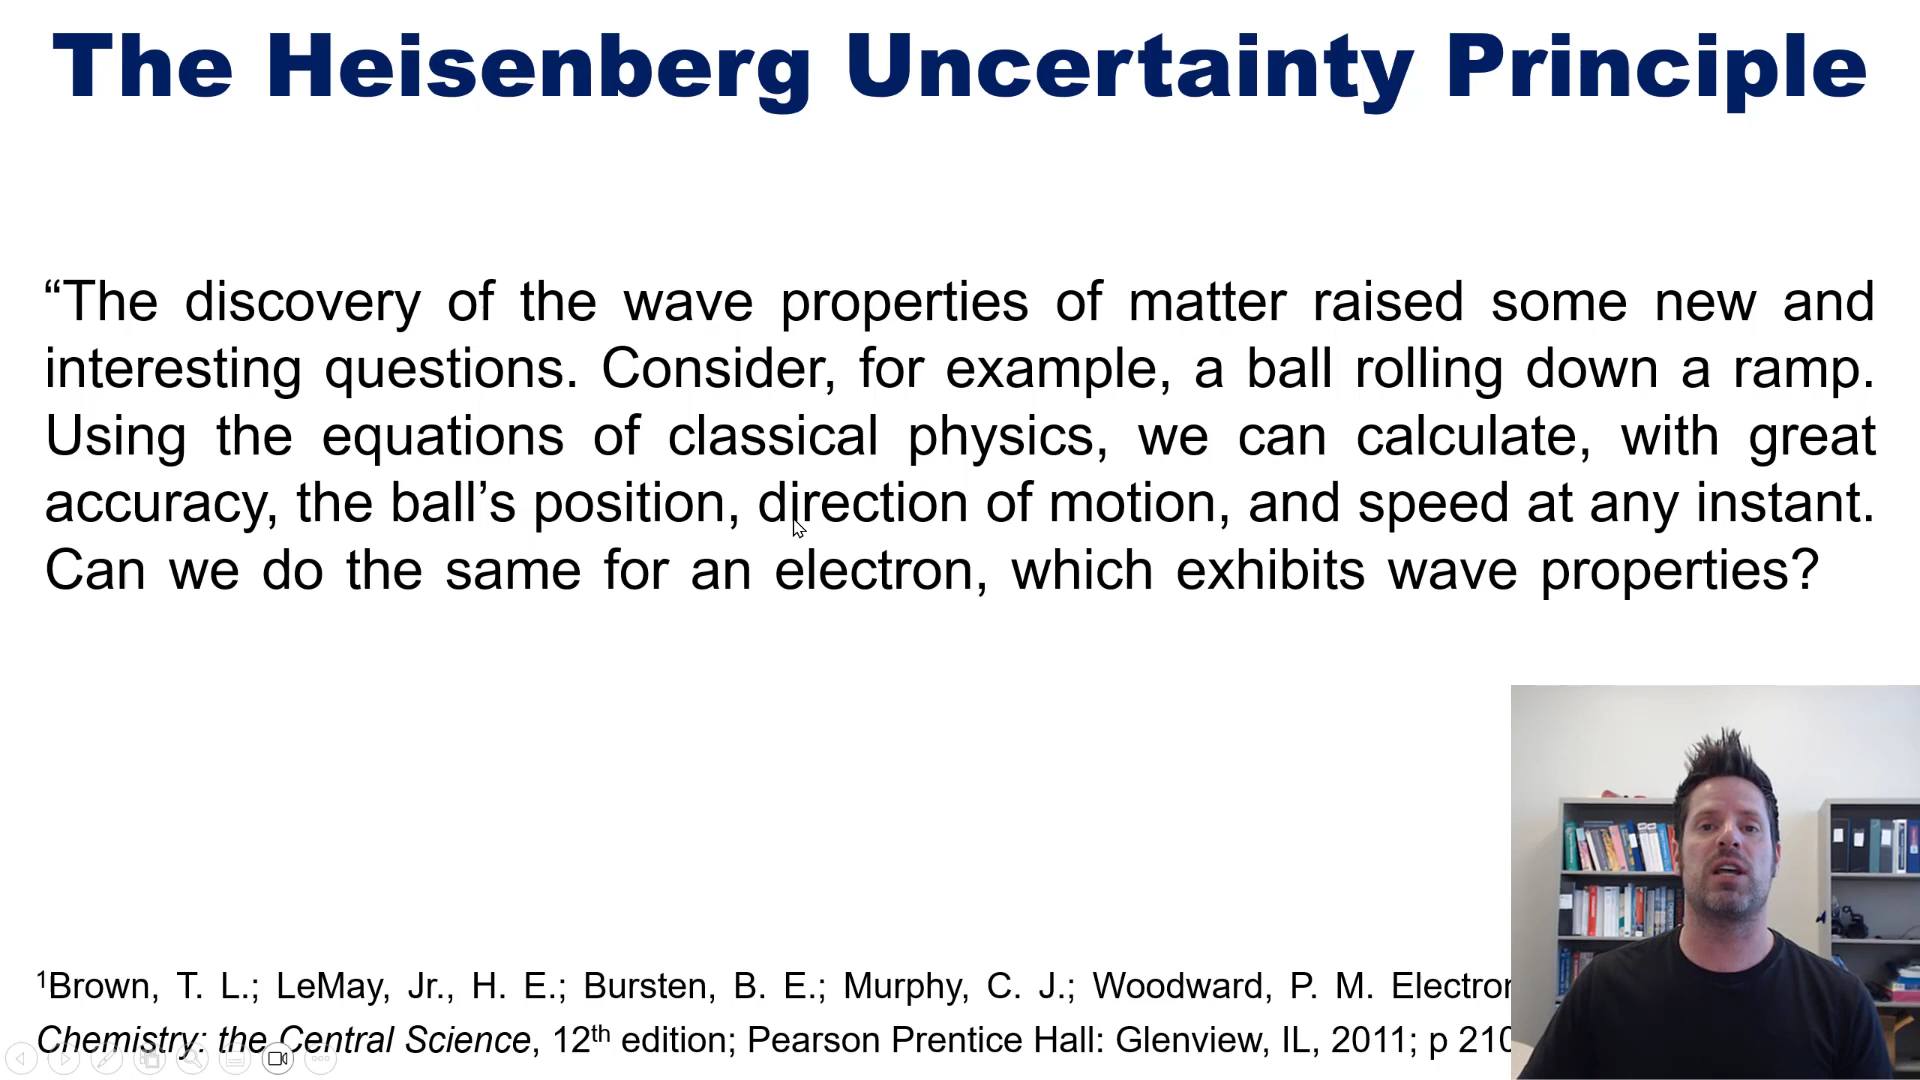 The Heisenberg Uncertainty Principle
“The discovery of the wave properties of matter raised some new and
interesting questions. Consider, for example, a ball rolling down a ramp.
Using the equations of classical physics, we can calculate, with great
accuracy, the ball’s position, direction of motion, and speed at any instant.
Can we do the same for an electron, which exhibits wave properties?
¹Brown, T. L.; LeMay, Jr., H. E.; Bursten, B. E.; Murphy, C. J.; Woodward, P. M.
Chemistry: the Central Science, 12th edition; Pearson Prentice Hall: Glenview, IL, 2011; p 210